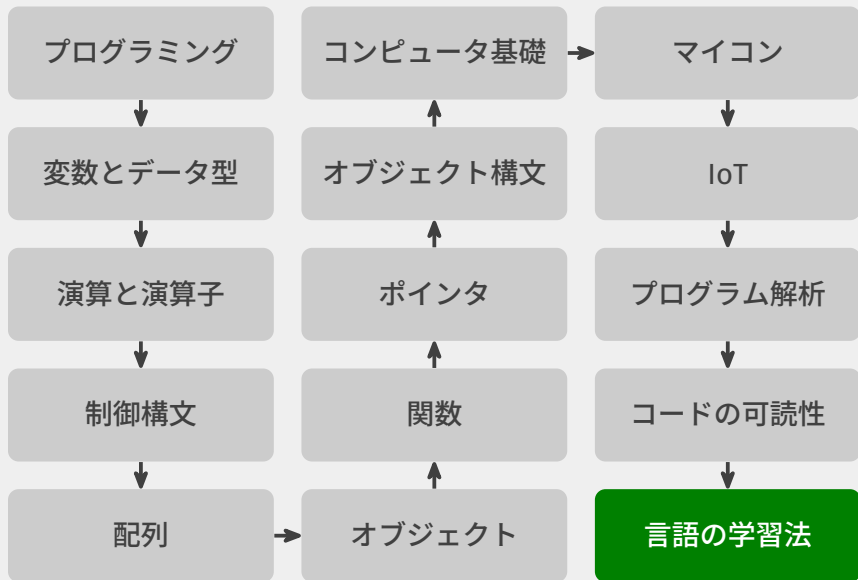 プログラミング
変数とデータ型
演算と演算子
制御構文
配列
オブジェクト
関数
ポインタ
オブジェクト構文
コンピュータ基礎
マイコン
IoT
プログラム解析
コードの可読性
言語の学習法